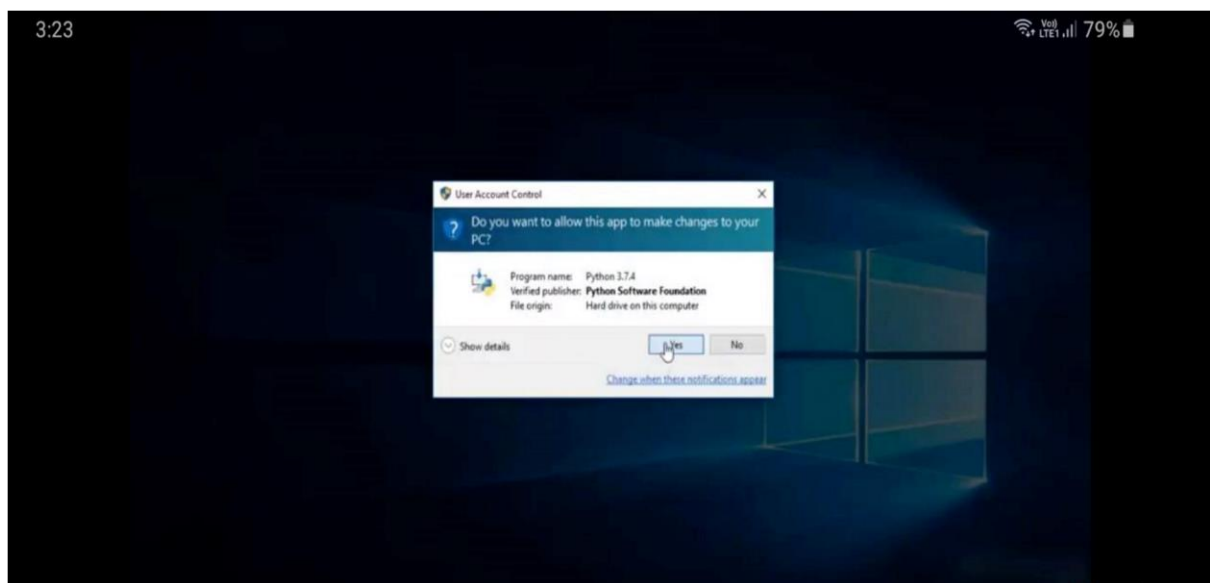 3:23
Vo) LTE1 79%
User Account Control
Do you want to allow this app to make changes to your
PC?
Program name: Python 3.7.4
Verified publisher: Python Software Foundation
File origin: Hard drive on this computer
Show details
Yes No
Change when these notifications appear